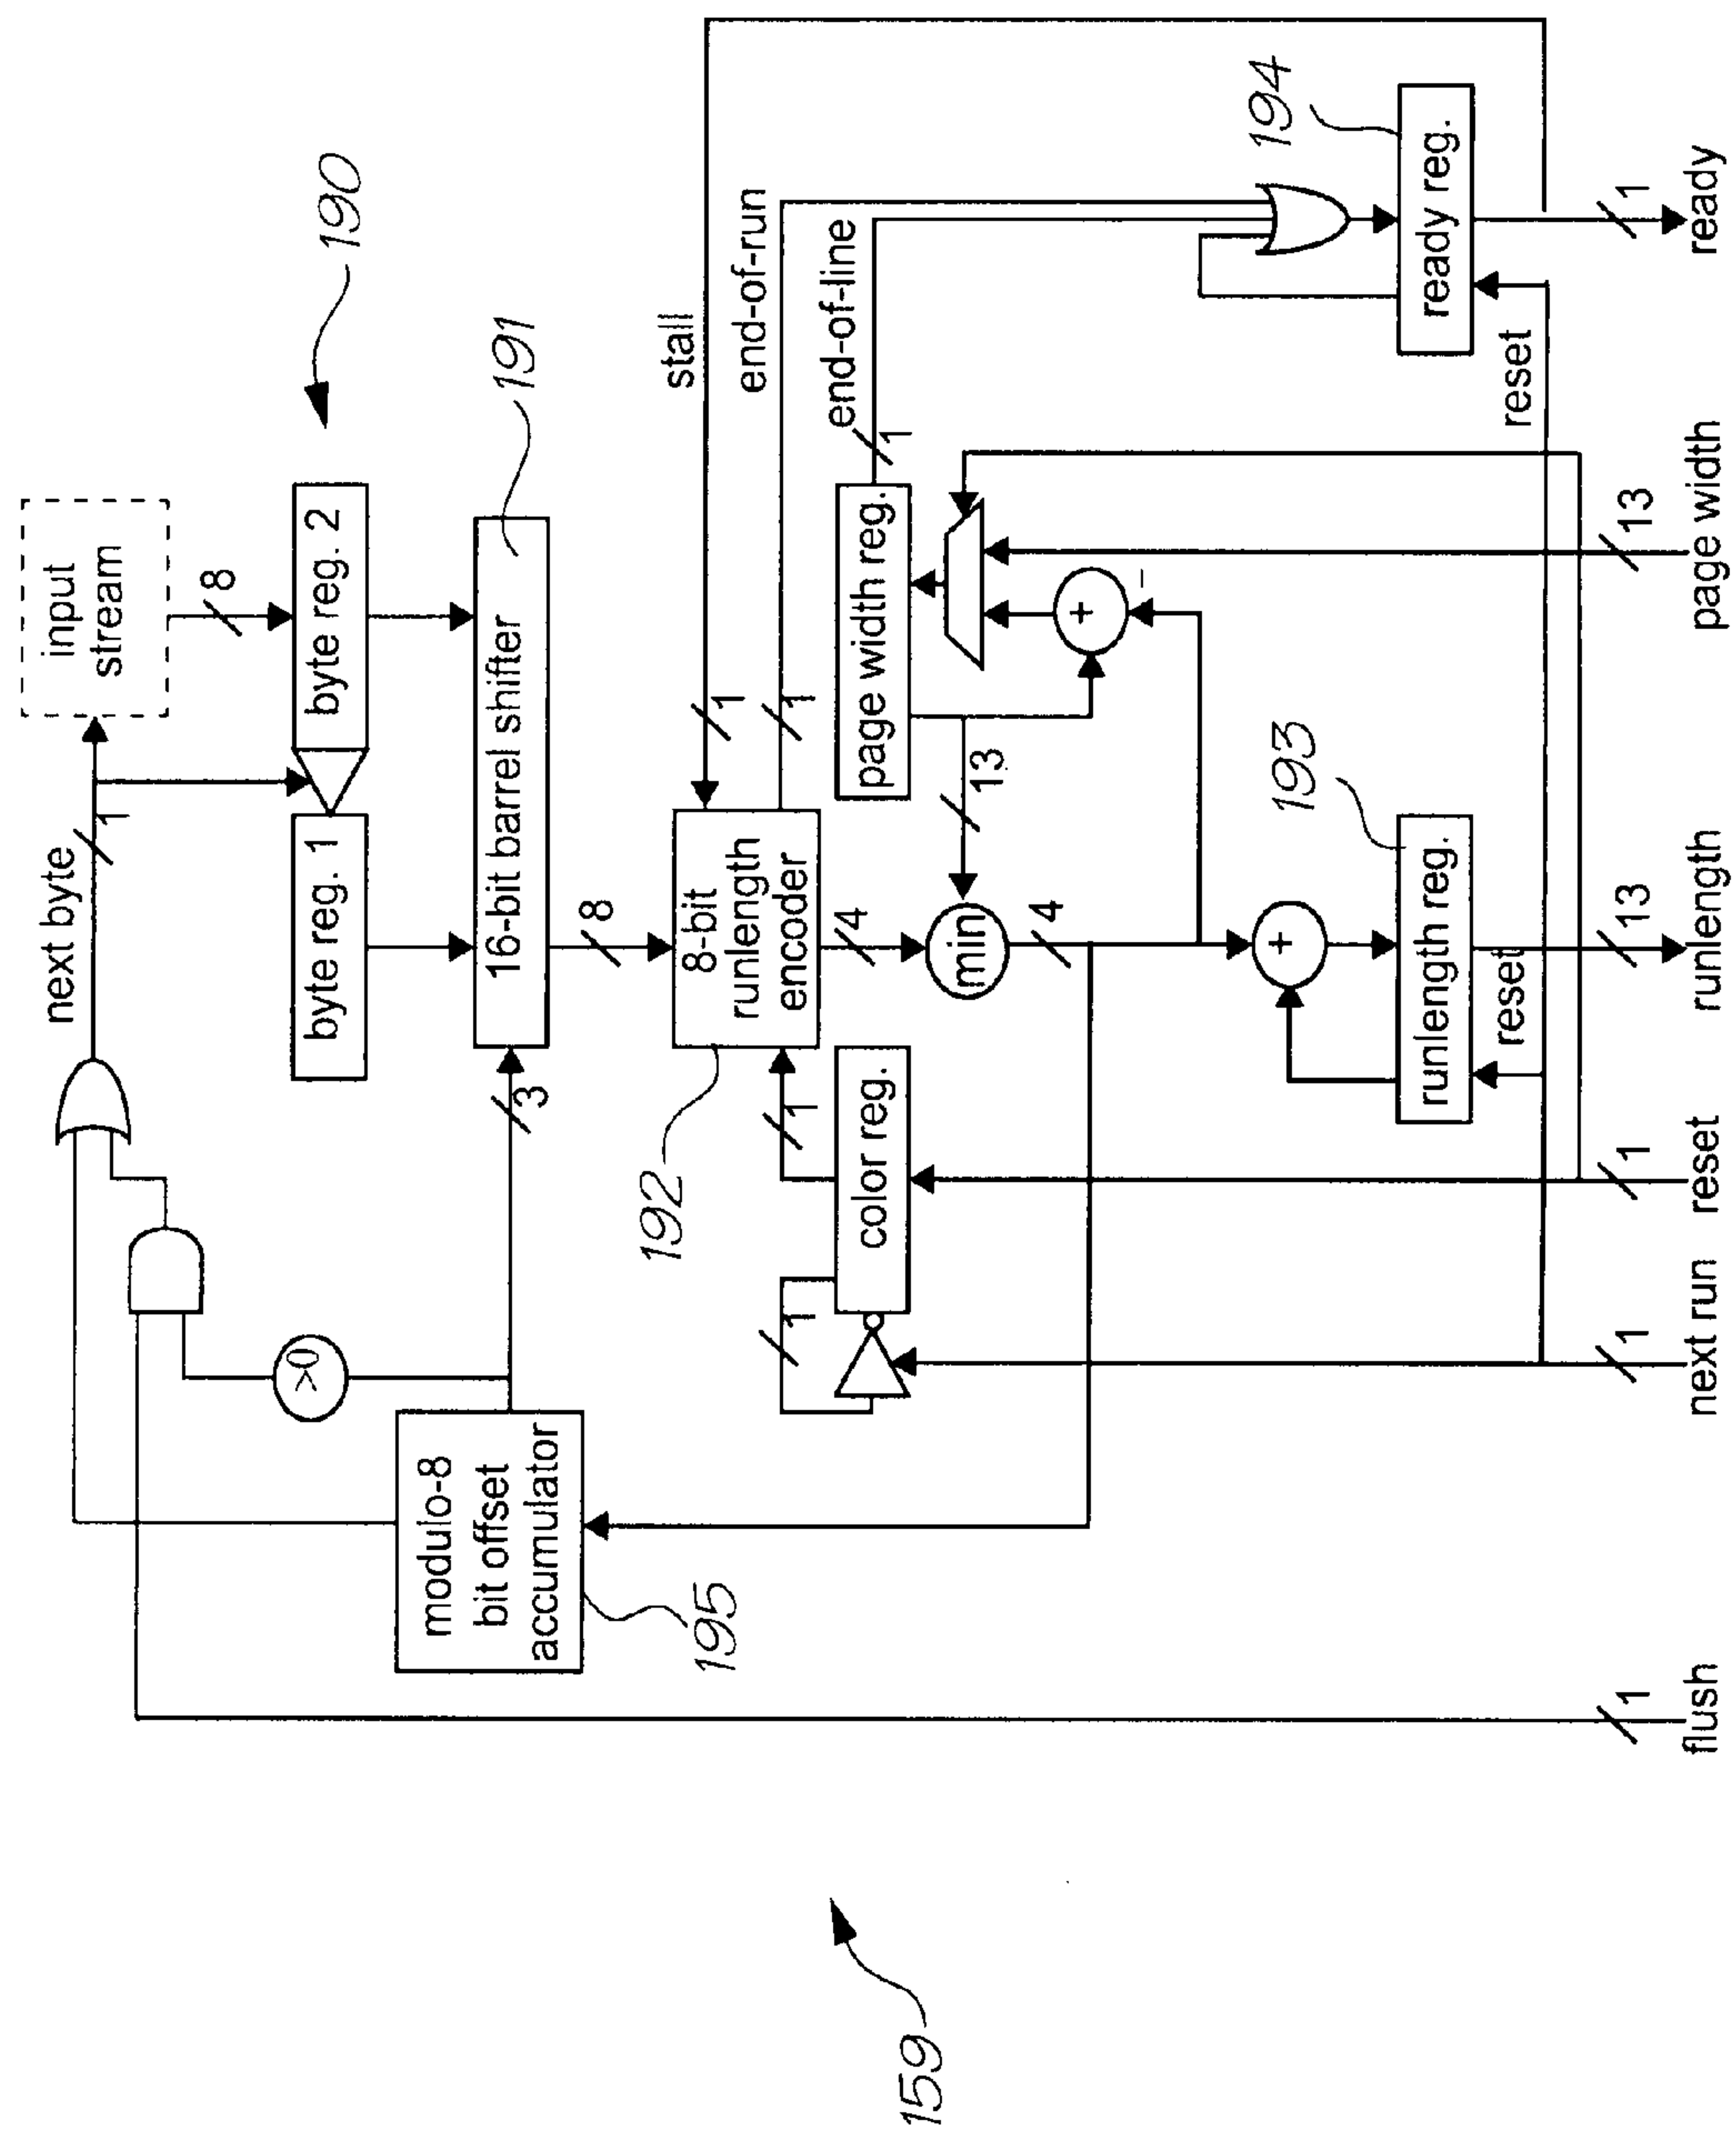 input
stream
next byte
1
8
byte reg. 1
byte reg. 2
190
>0
modulo-8
bit offset
accumulator
195
3
16-bit barrel shifter
191
8
stall
1
end-of-run
1
end-of-line
1
8-bit
runlength
encoder
192
4
1
color reg.
1
page width reg.
13
min
4
+
−
+
runlength reg.
193
reset
ready reg.
194
reset
159
1
flush
1
next run
1
reset
13
runlength
13
page width
1
ready